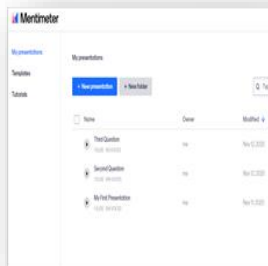 Mentimeter
My presentations
Templates
Tutorials
My presentations
+ New presentation
+ New folder
Name
Owner
Modified
Third Question
me
Second Question
me
My First Presentation
me